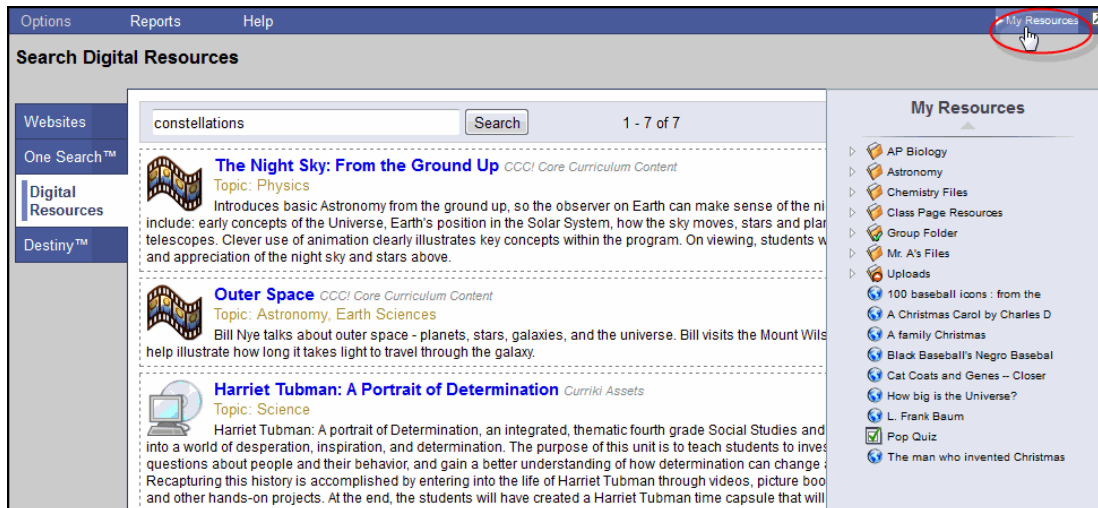 Options Reports Help My Resources
Search Digital Resources
Websites
One Search™
Digital
Resources
Destiny™
constellations Search 1 - 7 of 7
The Night Sky: From the Ground Up CCC! Core Curriculum Content
Topic: Physics
Introduces basic Astronomy from the ground up, so the observer on Earth can make sense of the ni
include: early concepts of the Universe, Earth's position in the Solar System, how the sky moves, stars and plan
telescopes. Clever use of animation clearly illustrates key concepts within the program. On viewing, students w
and appreciation of the night sky and stars above.
Outer Space CCC! Core Curriculum Content
Topic: Astronomy, Earth Sciences
Bill Nye talks about outer space - planets, stars, galaxies, and the universe. Bill visits the Mount Wils
help illustrate how long it takes light to travel through the galaxy.
Harriet Tubman: A Portrait of Determination Curriki Assets
Topic: Science
Harriet Tubman: A portrait of Determination, an integrated, thematic fourth grade Social Studies and
into a world of desperation, inspiration, and determination. The purpose of this unit is to teach students to inves
questions about people and their behavior, and gain a better understanding of how determination can change
Recapturing this history is accomplished by entering into the life of Harriet Tubman through videos, picture boo
and other hands-on projects. At the end, the students will have created a Harriet Tubman time capsule that will
My Resources
AP Biology
Astronomy
Chemistry Files
Class Page Resources
Group Folder
Mr. A's Files
Uploads
100 baseball icons : from the
A Christmas Carol by Charles D
A family Christmas
Black Baseball's Negro Basebal
Cat Coats and Genes -- Closer
How big is the Universe?
L. Frank Baum
Pop Quiz
The man who invented Christmas